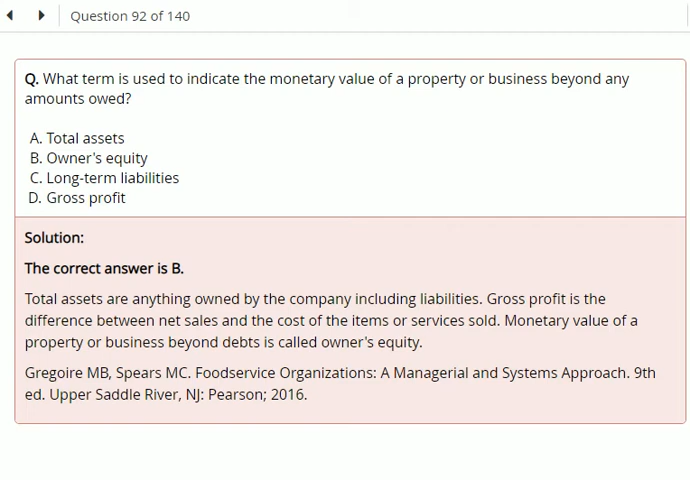 Question 92 of 140
Q. What term is used to indicate the monetary value of a property or business beyond any
amounts owed?
A. Total assets
B. Owner's equity
C. Long-term liabilities
D. Gross profit
Solution:
The correct answer is B.
Total assets are anything owned by the company including liabilities. Gross profit is the
difference between net sales and the cost of the items or services sold. Monetary value of a
property or business beyond debts is called owner's equity.
Gregoire MB, Spears MC. Foodservice Organizations: A Managerial and Systems Approach. 9th
ed. Upper Saddle River, NJ: Pearson; 2016.